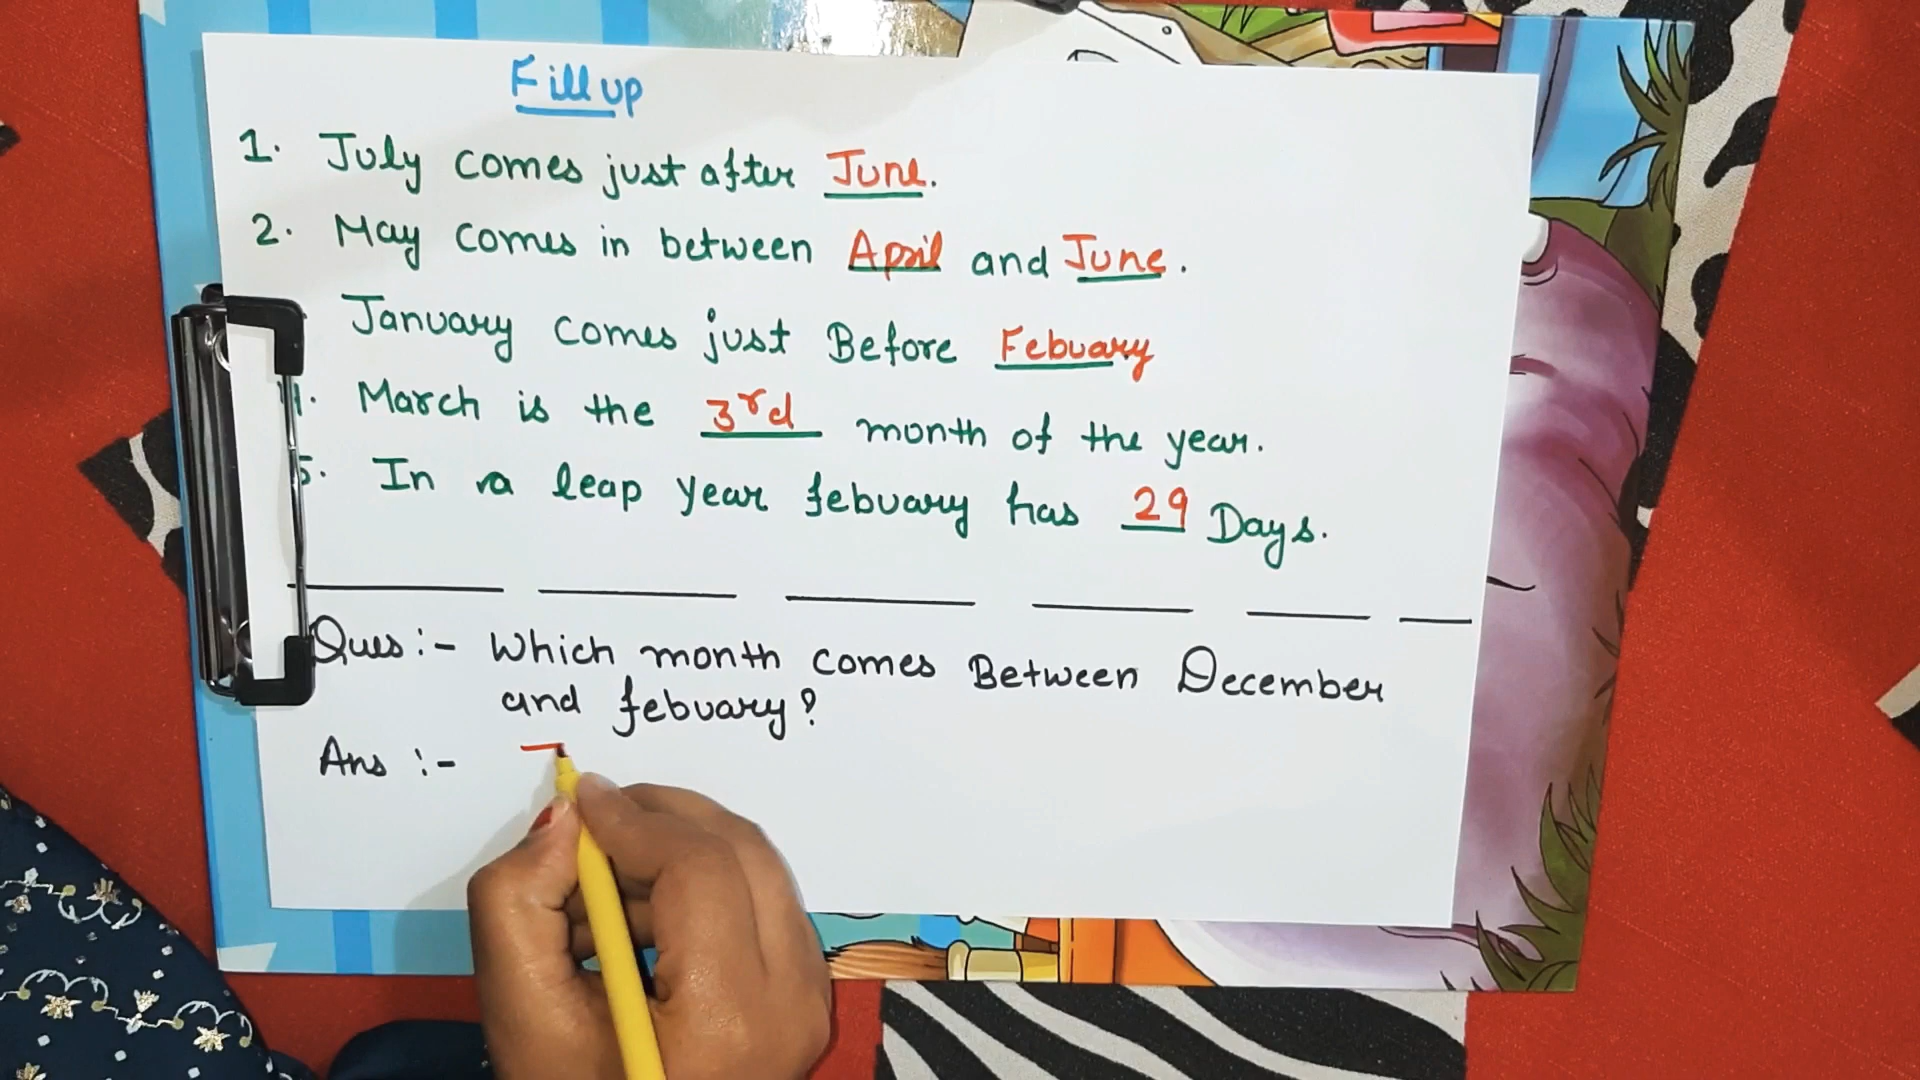 Fill up
1. July comes just after June.
2. May comes in between April and June.
January comes just Before Febuary
4. March is the 3rd month of the year.
5. In a leap year febuary has 29 Days.
Ques :- Which month comes Between December
and febuary?
Ans :-